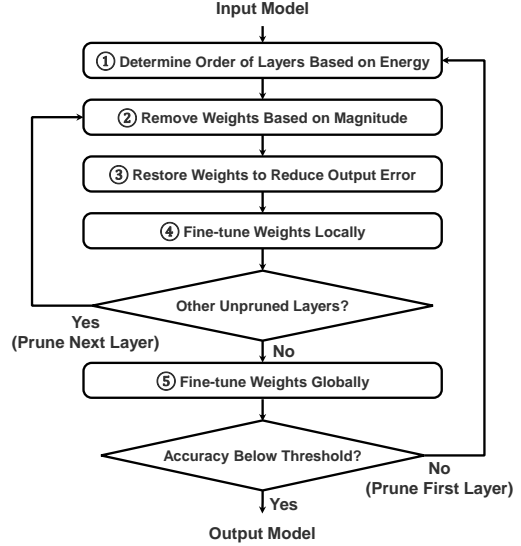 Input Model
① Determine Order of Layers Based on Energy
② Remove Weights Based on Magnitude
③ Restore Weights to Reduce Output Error
④ Fine-tune Weights Locally
Other Unpruned Layers?
Yes
(Prune Next Layer)
No
⑤ Fine-tune Weights Globally
Accuracy Below Threshold?
No
(Prune First Layer)
Yes
Output Model